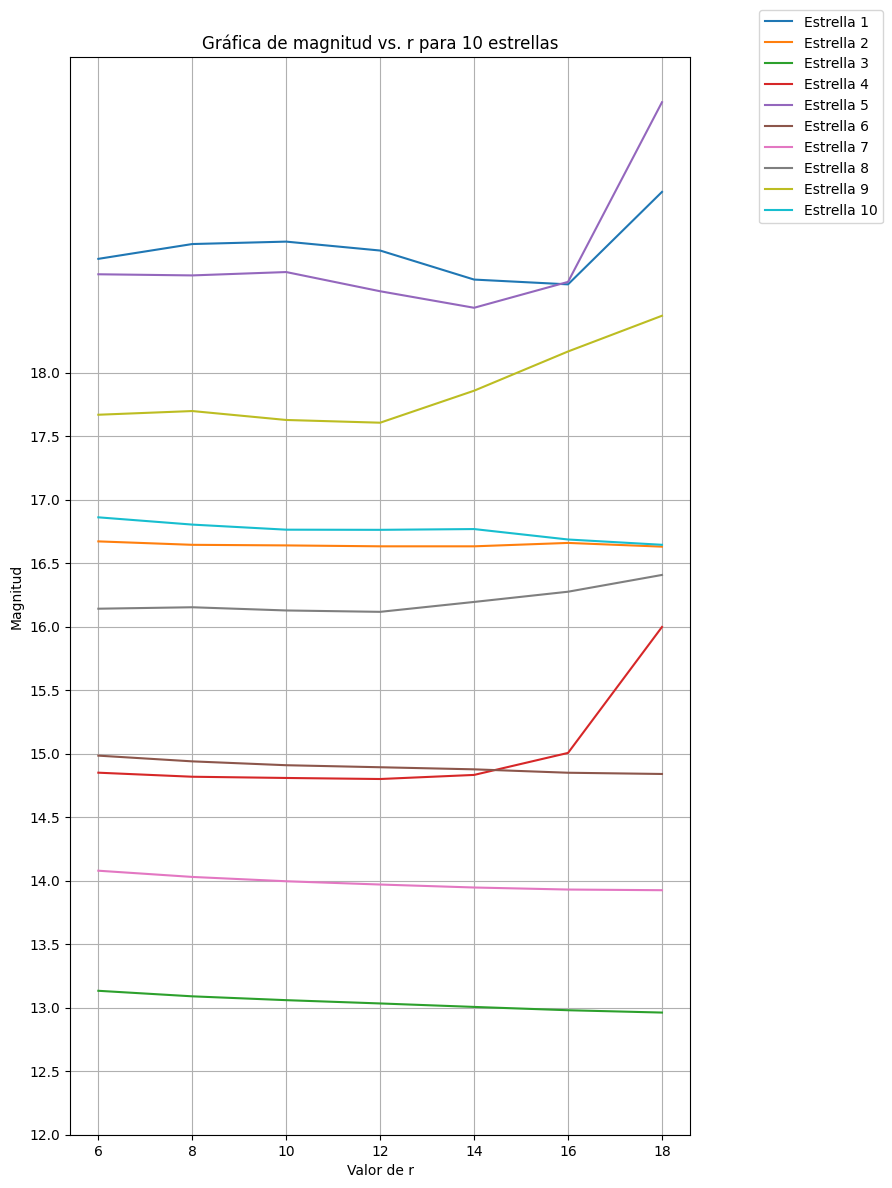 Gráfica de magnitud vs. r para 10 estrellas
Estrella 1
Estrella 2
Estrella 3
Estrella 4
Estrella 5
Estrella 6
Estrella 7
Estrella 8
Estrella 9
Estrella 10
Magnitud
18.0
17.5
17.0
16.5
16.0
15.5
15.0
14.5
14.0
13.5
13.0
12.5
12.0
6 8 10 12 14 16 18
Valor de r